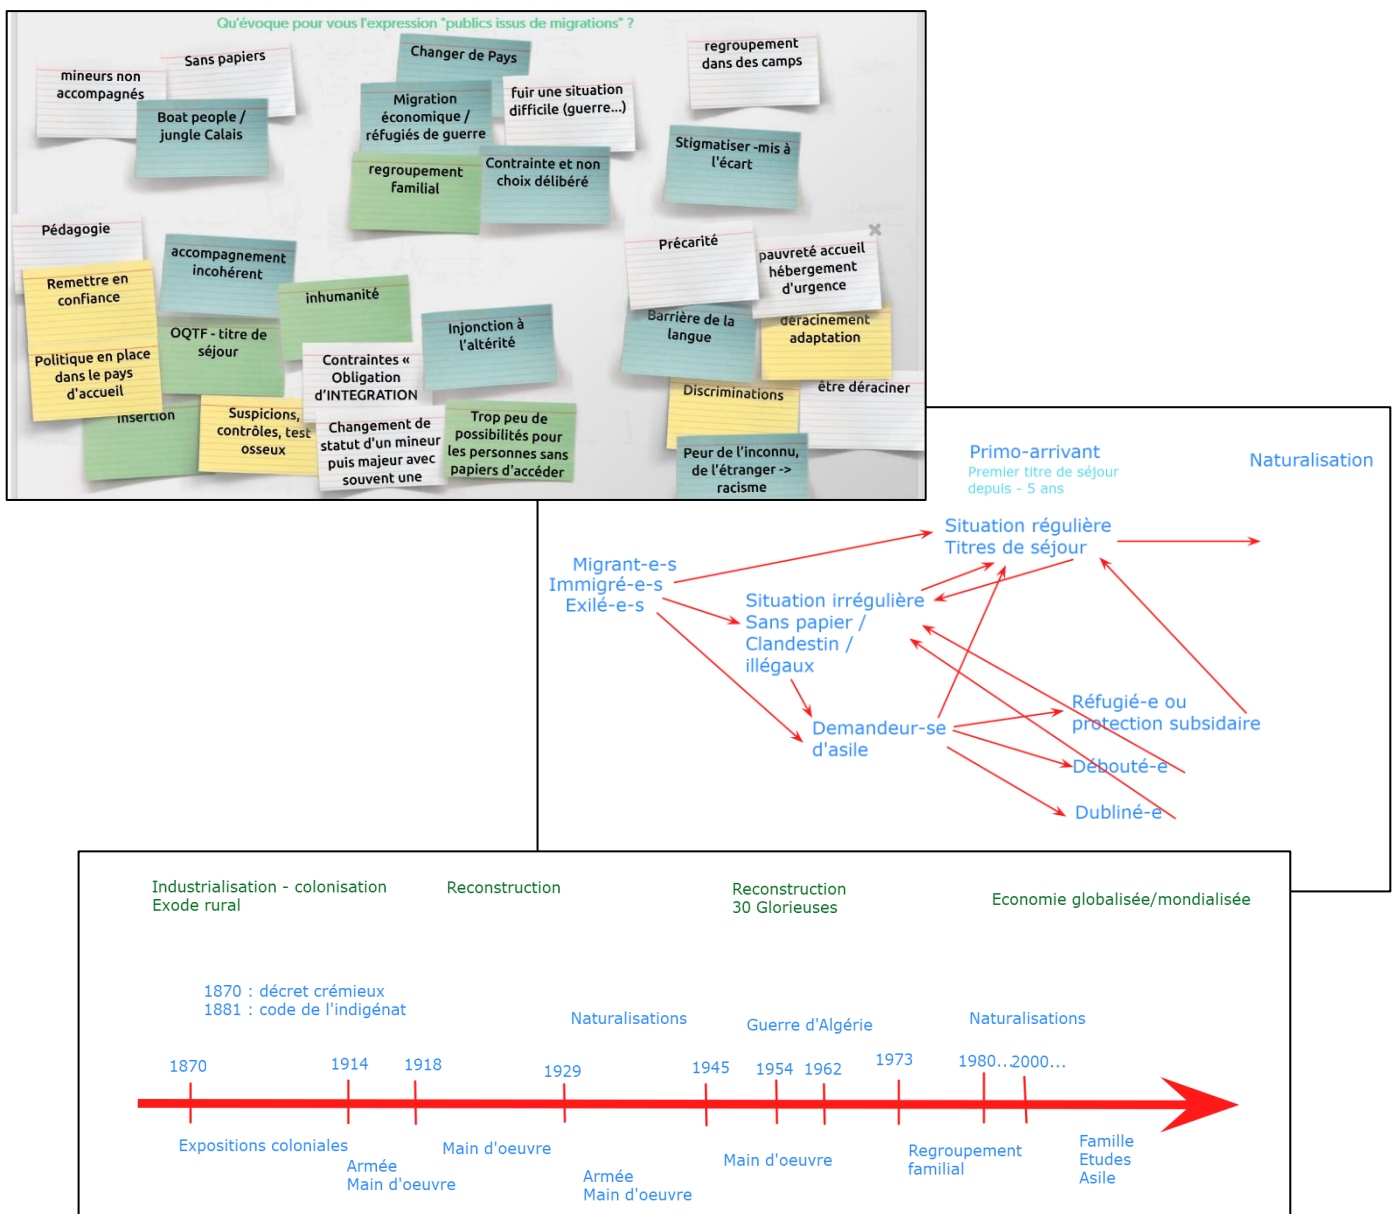 Qu'évoque pour vous l'expression "publics issus de migrations" ?
mineurs non
accompagnés
Sans papiers
Boat people /
jungle Calais
Changer de Pays
Migration
économique /
réfugiés de guerre
fuir une situation
difficile (guerre...)
regroupement
familial
Contrainte et non
choix délibéré
regroupement
dans des camps
Stigmatiser -mis à
l'écart
Pédagogie
Remettre en
confiance
Politique en place
dans le pays
d'accueil
accompagnement
incohérent
OQTF - titre de
séjour
insertion
Suspicions,
contrôles, test
osseux
inhumanité
Contraintes «
Obligation
d'INTEGRATION
Changement de
statut d'un mineur
puis majeur avec
souvent une
Injonction à
l'altérité
Trop peu de
possibilités pour
les personnes sans
papiers d'accéder
Précarité
pauvreté accueil
hébergement
d'urgence
Barrière de la
langue
déracinement
adaptation
Discriminations
être déraciner
Peur de l'inconnu,
de l'étranger ->
racisme
Primo-arrivant
Premier titre de séjour
depuis - 5 ans
Naturalisation
Situation régulière
Titres de séjour
Migrant-e-s
Immigré-e-s
Exilé-e-s
Situation irrégulière
Sans papier /
Clandestin /
illégaux
Demandeur-se
d'asile
Réfugié-e ou
protection subsidaire
Débouté-e
Dubliné-e
Industrialisation - colonisation
Exode rural
Reconstruction
Reconstruction
30 Glorieuses
Economie globalisée/mondialisée
1870 : décret crémieux
1881 : code de l'indigénat
Naturalisations
Guerre d'Algérie
Naturalisations
1870
1914
1918
1929
1945
1954
1962
1973
1980...
2000...
Expositions coloniales
Armée
Main d'oeuvre
Main d'oeuvre
Armée
Main d'oeuvre
Main d'oeuvre
Regroupement
familial
Famille
Etudes
Asile